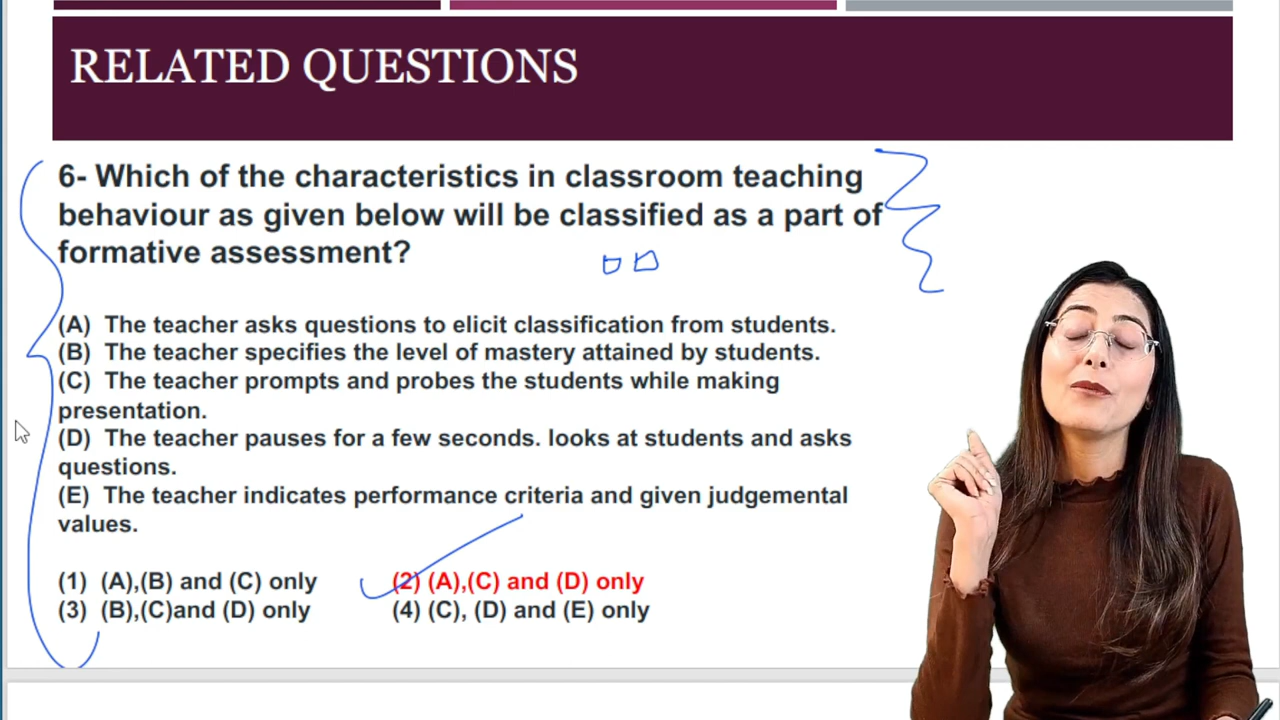 RELATED QUESTIONS
6- Which of the characteristics in classroom teaching
behaviour as given below will be classified as a part of
formative assessment?
(A) The teacher asks questions to elicit classification from students.
(B) The teacher specifies the level of mastery attained by students.
(C) The teacher prompts and probes the students while making
presentation.
(D) The teacher pauses for a few seconds. looks at students and asks
questions.
(E) The teacher indicates performance criteria and given judgemental
values.
(1) (A),(B) and (C) only (2) (A),(C) and (D) only
(3) (B),(C)and (D) only (4) (C), (D) and (E) only